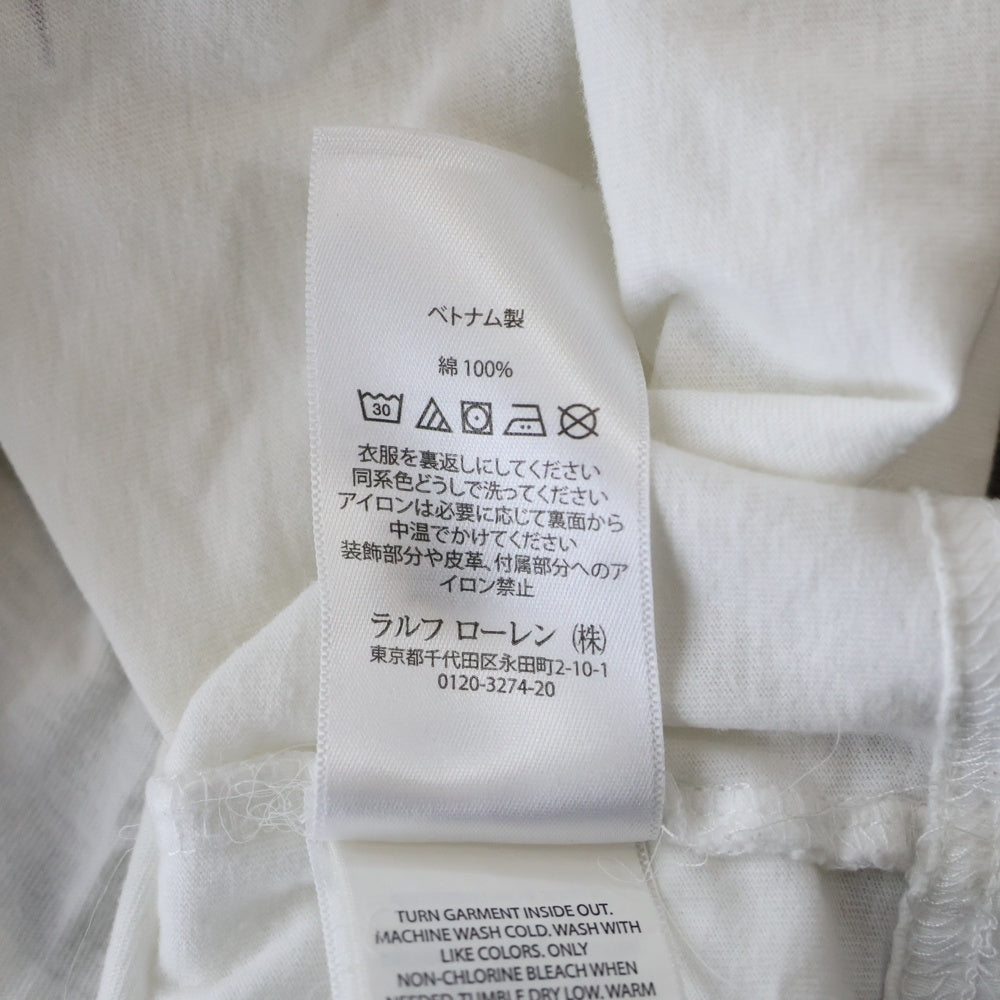 ベトナム製
綿 100%
30
衣服を裏返しにしてください
同系色どうしで洗ってください
アイロンは必要に応じて裏面から
中温でかけてください
装飾部分や皮革、付属部分へのア
イロン禁止
ラルフ ローレン (株)
東京都千代田区永田町2-10-1
0120-3274-20
TURN GARMENT INSIDE OUT.
MACHINE WASH COLD. WASH WITH
LIKE COLORS. ONLY
NON-CHLORINE BLEACH WHEN
NEEDED. TUMBLE DRY LOW. WARM